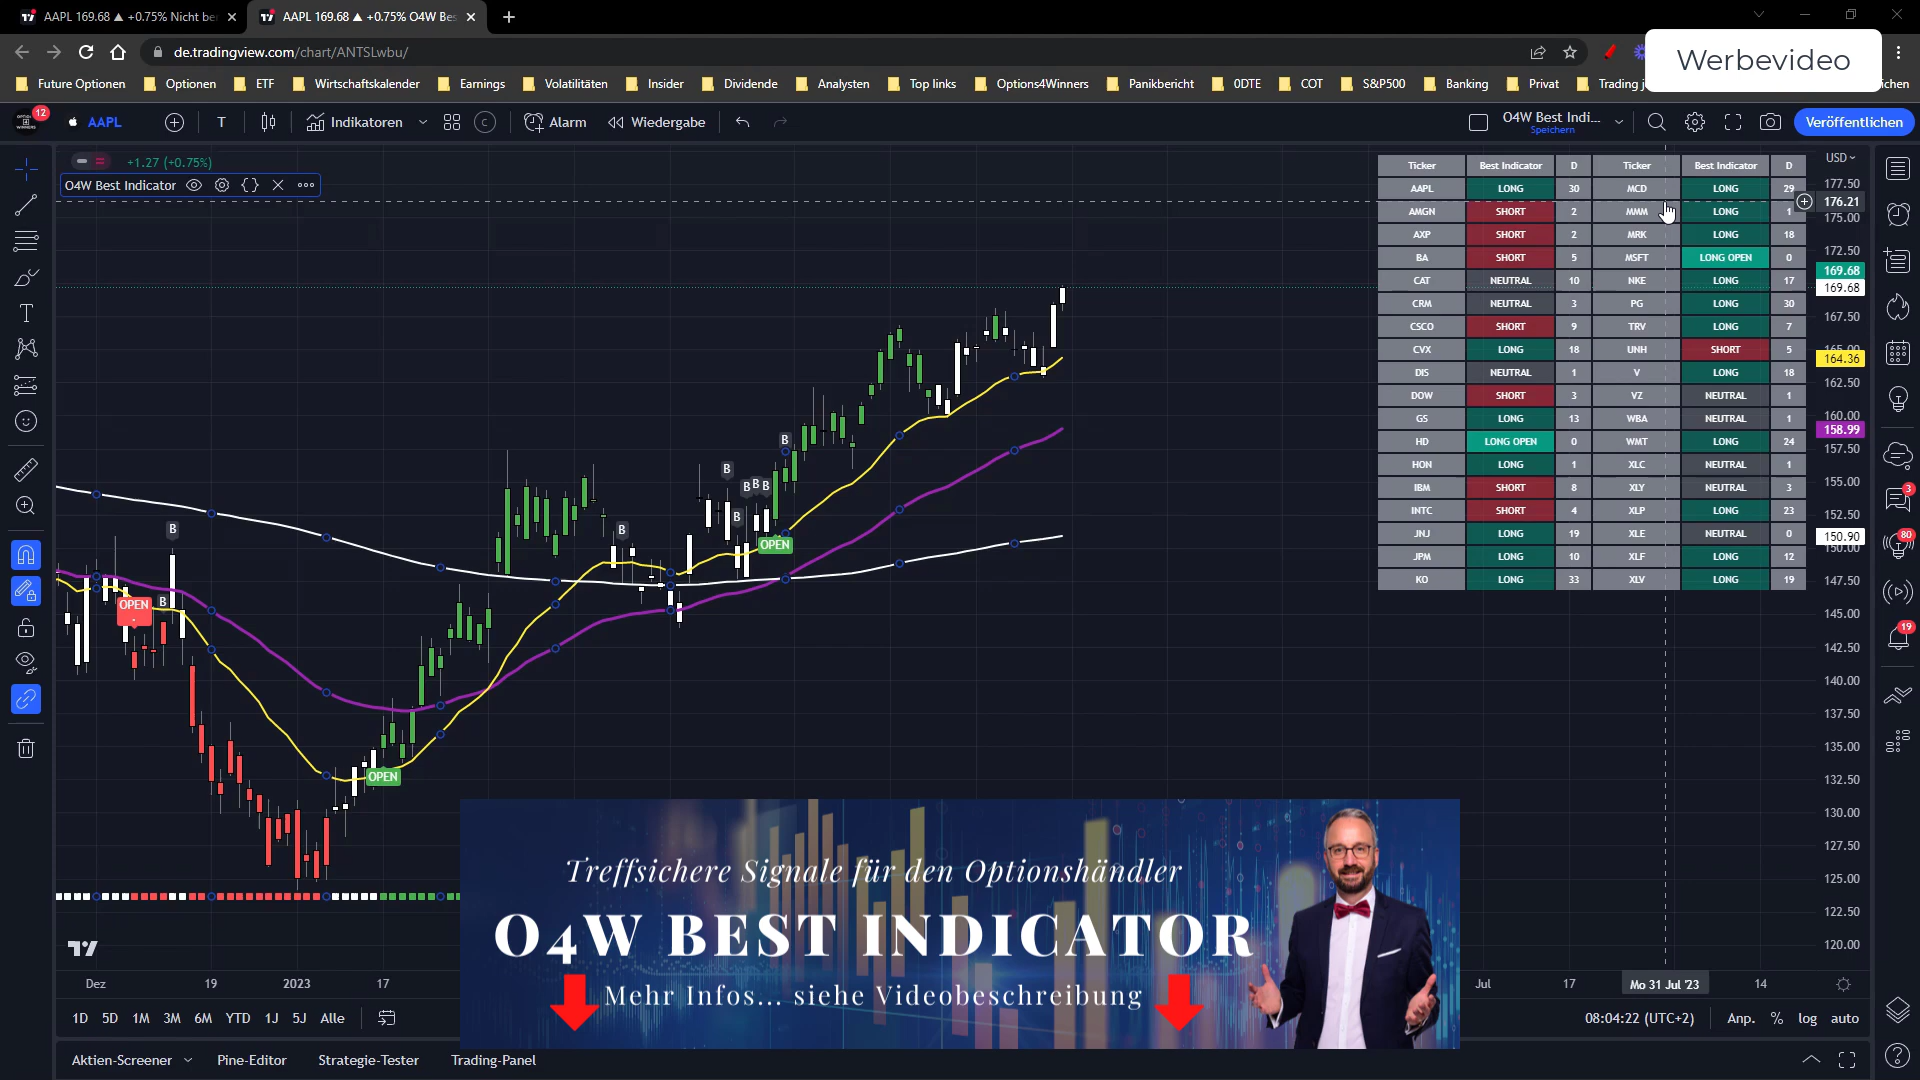 AAPL 169.68 ▲ +0.75% Nicht be
AAPL 169.68 ▲ +0.75% O4W Bes
Werbevideo
de.tradingview.com/chart/ANTSLwbu/
Future Optionen Optionen ETF Wirtschaftskalender Earnings Volatilitäten Insider Dividende Analysten Top links Options4Winners Panikbericht 0DTE COT S&P500 Banking Privat Trading j ichen
12 AAPL T Indikatoren C Alarm Wiedergabe O4W Best Indi... Veröffentlichen
Speichern
+1.27 (+0.75%)
O4W Best Indicator
Ticker Best Indicator D Ticker Best Indicator D
AAPL LONG 30 MCD LONG 29
AMGN SHORT 2 MMM LONG 1
AXP SHORT 2 MRK LONG 18
BA SHORT 5 MSFT LONG OPEN 0
CAT NEUTRAL 10 NKE LONG 17
CRM NEUTRAL 3 PG LONG 30
CSCO SHORT 9 TRV LONG 7
CVX LONG 18 UNH SHORT 5
DIS NEUTRAL 1 V LONG 18
DOW SHORT 3 VZ NEUTRAL 1
GS LONG 13 WBA NEUTRAL 1
HD LONG OPEN 0 WMT LONG 24
HON LONG 1 XLC NEUTRAL 1
IBM SHORT 8 XLY NEUTRAL 3
INTC SHORT 4 XLP LONG 23
JNJ LONG 19 XLE NEUTRAL 0
JPM LONG 10 XLF LONG 12
KO LONG 33 XLV LONG 19
USD
177.50
176.21
175.00
172.50
169.68
169.68
167.50
165.00
164.36
162.50
160.00
158.99
157.50
155.00
152.50
150.90
150.00
147.50
145.00
142.50
140.00
137.50
135.00
132.50
130.00
127.50
125.00
122.50
120.00
3
80
19
B
B
B B B
B
B
B
B
OPEN
OPEN
OPEN
Treffsichere Signale für den Optionshändler
O4W BEST INDICATOR
Mehr Infos... siehe Videobeschreibung
Dez 19 2023 17 Jul 17 Mo 31 Jul '23 14
1D 5D 1M 3M 6M YTD 1J 5J Alle 08:04:22 (UTC+2) Anp. % log auto
Aktien-Screener Pine-Editor Strategie-Tester Trading-Panel